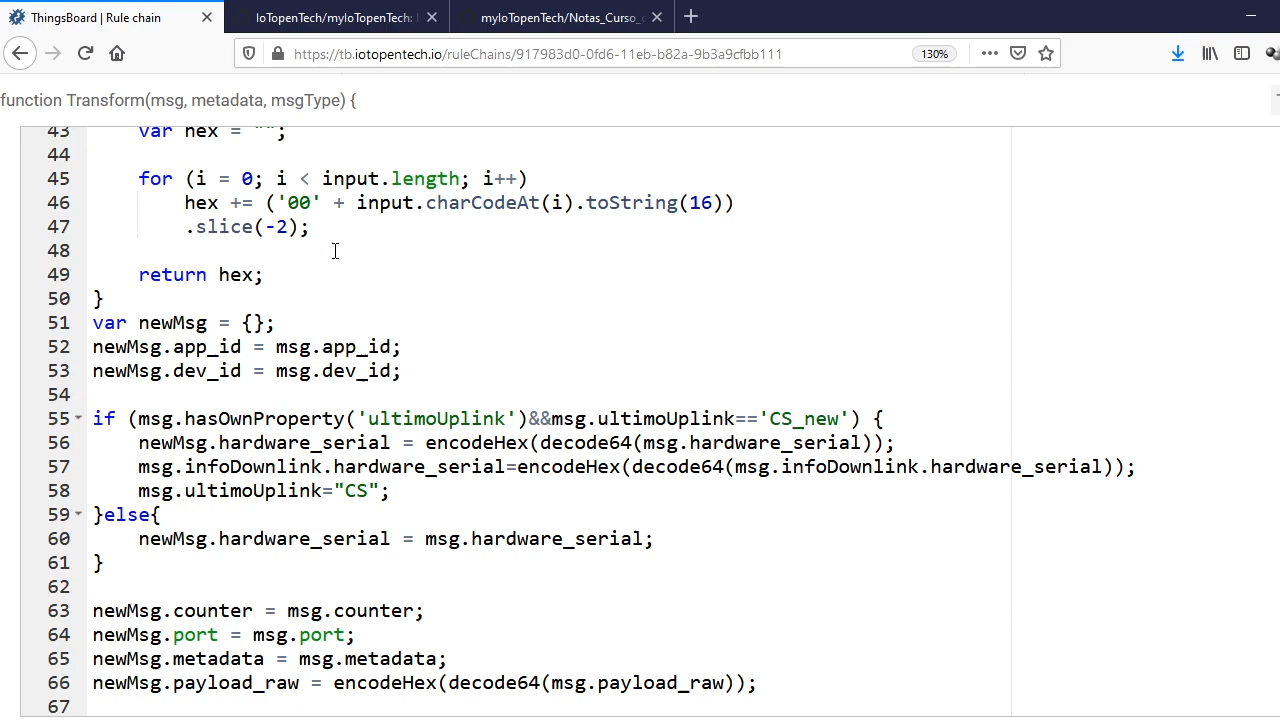 ThingsBoard | Rule chain
IoTopenTech/myIoTopenTech:
myIoTopenTech/Notas_Curso_
https://tb.iotopentech.io/ruleChains/917983d0-0fd6-11eb-b82a-9b3a9cfbb111
130%
function Transform(msg, metadata, msgType) {
43 var hex = "";
44
45 for (i = 0; i < input.length; i++)
46 hex += ('00' + input.charCodeAt(i).toString(16))
47 .slice(-2);
48
49 return hex;
50 }
51 var newMsg = {};
52 newMsg.app_id = msg.app_id;
53 newMsg.dev_id = msg.dev_id;
54
55 if (msg.hasOwnProperty('ultimoUplink')&&msg.ultimoUplink=='CS_new') {
56 newMsg.hardware_serial = encodeHex(decode64(msg.hardware_serial));
57 msg.infoDownlink.hardware_serial=encodeHex(decode64(msg.infoDownlink.hardware_serial));
58 msg.ultimoUplink="CS";
59 }else{
60 newMsg.hardware_serial = msg.hardware_serial;
61 }
62
63 newMsg.counter = msg.counter;
64 newMsg.port = msg.port;
65 newMsg.metadata = msg.metadata;
66 newMsg.payload_raw = encodeHex(decode64(msg.payload_raw));
67